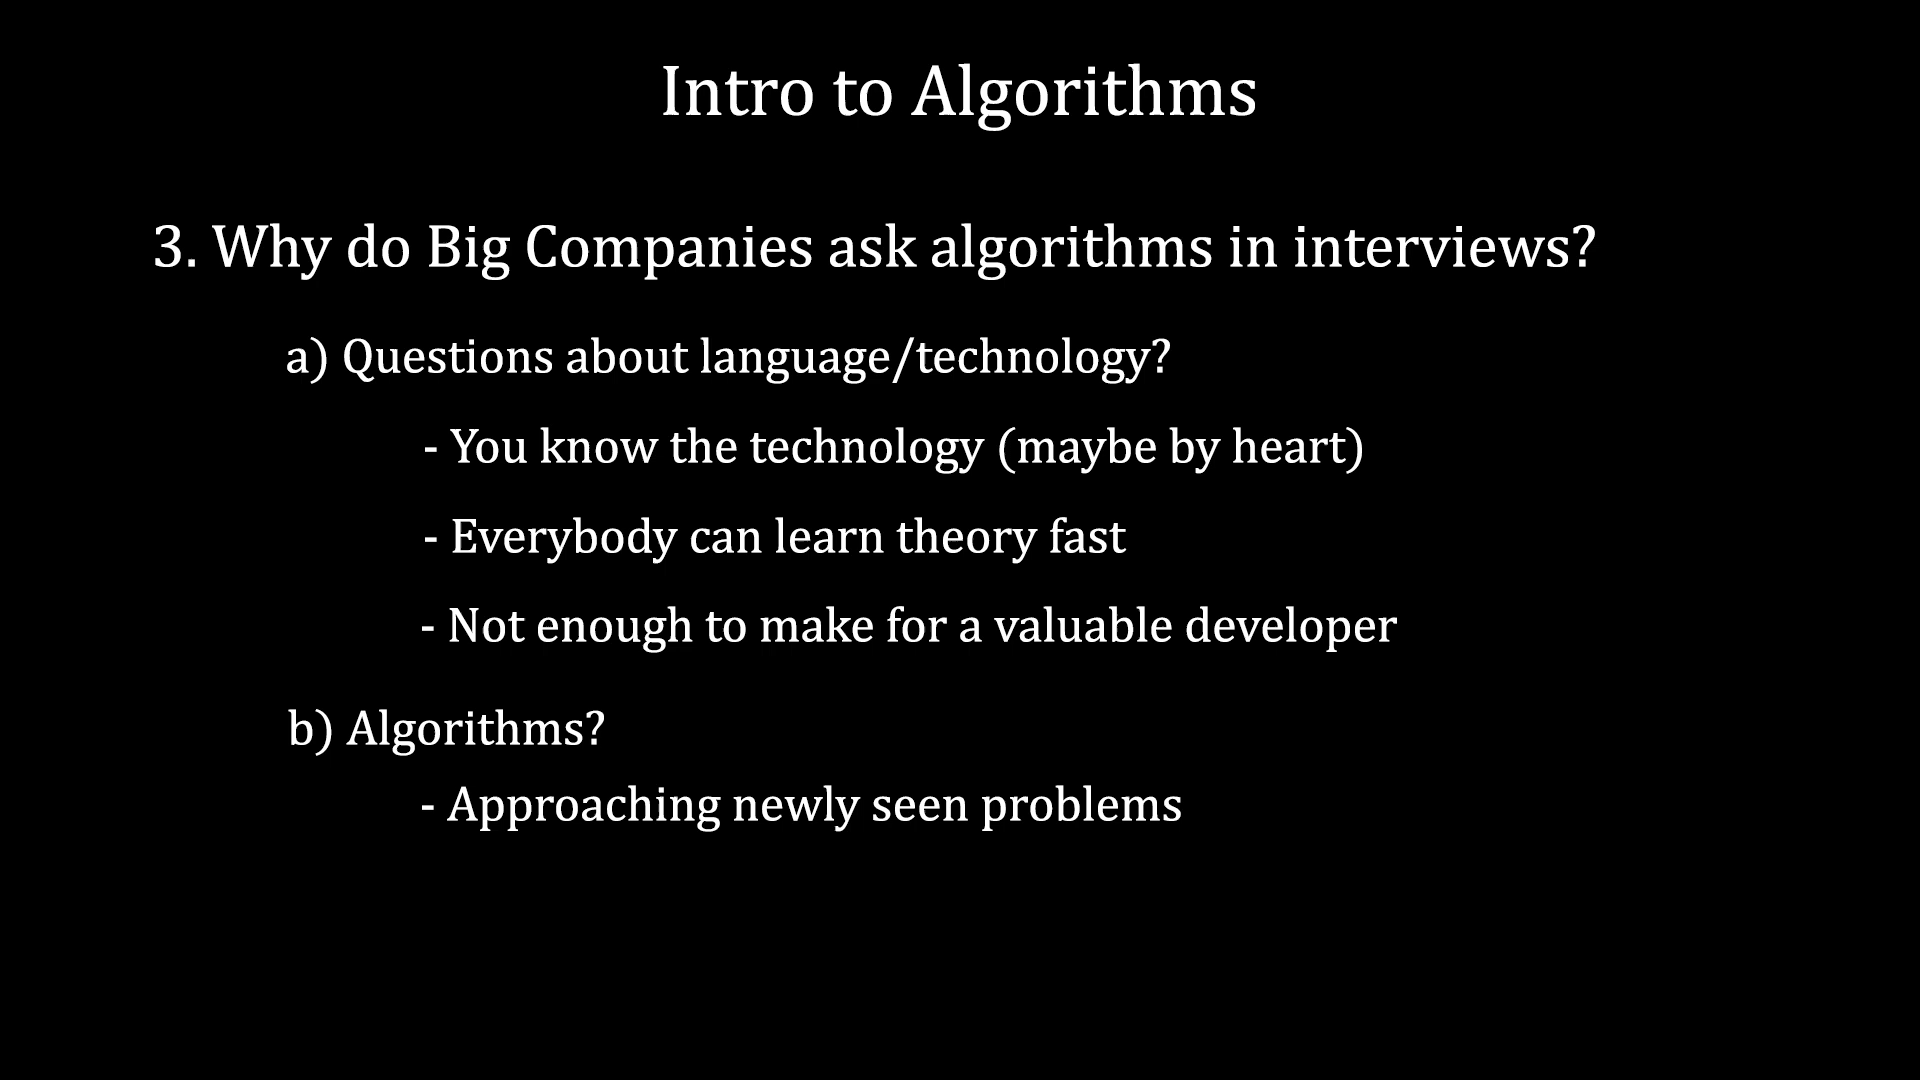 Intro to Algorithms
3. Why do Big Companies ask algorithms in interviews?
a) Questions about language/technology?
- You know the technology (maybe by heart)
- Everybody can learn theory fast
- Not enough to make for a valuable developer
b) Algorithms?
- Approaching newly seen problems